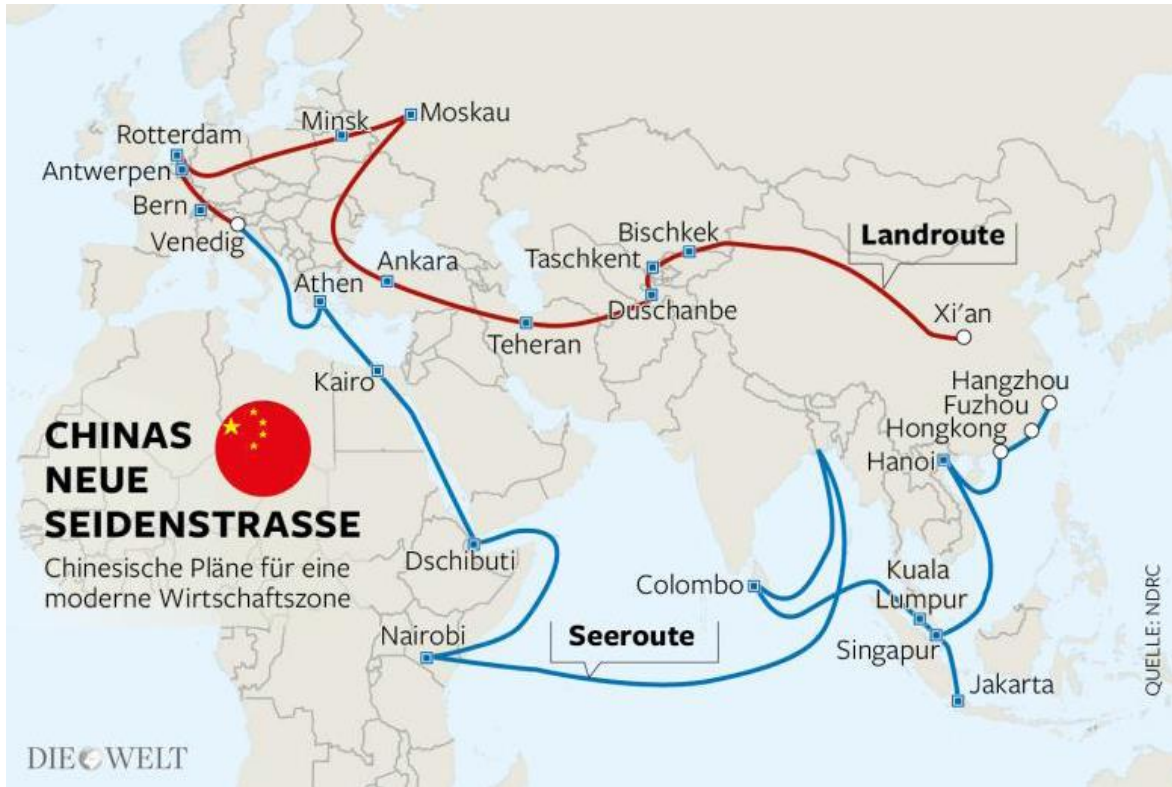 Moskau
Minsk
Rotterdam
Antwerpen
Bern
Venedig
Bischkek
Landroute
Taschkent
Ankara
Athen
Duschanbe
Xi’an
Teheran
Kairo
Hangzhou
Fuzhou
Hongkong
Hanoi
CHINAS
NEUE
SEIDENSTRASSE
Chinesische Pläne für eine
moderne Wirtschaftszone
Dschibuti
Colombo
Kuala
Lumpur
Nairobi
Seeroute
Singapur
Jakarta
QUELLE: NDRC
DIE WELT